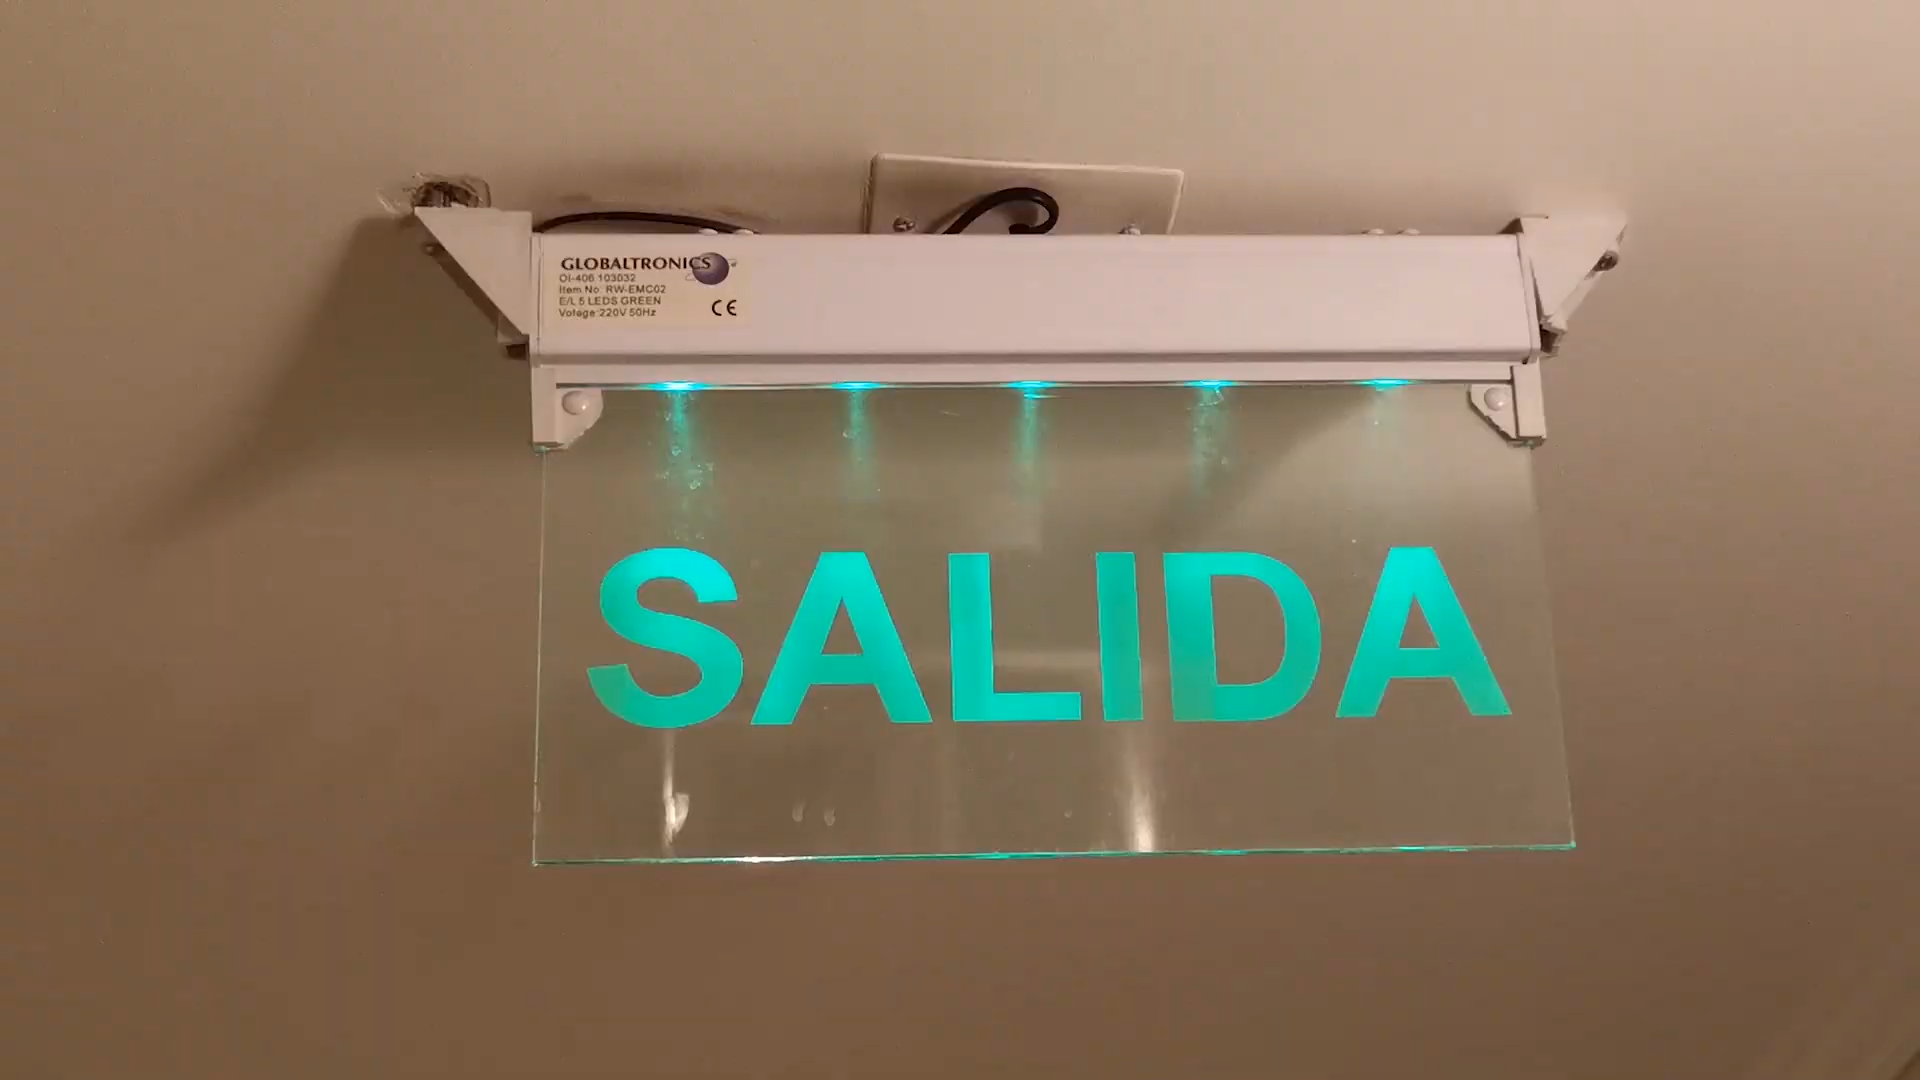 GLOBALTRONICS
OI-406 103032
Item No: RW-EMC02
E/L 5 LEDS GREEN
Votage:220V 50Hz
CE
SALIDA